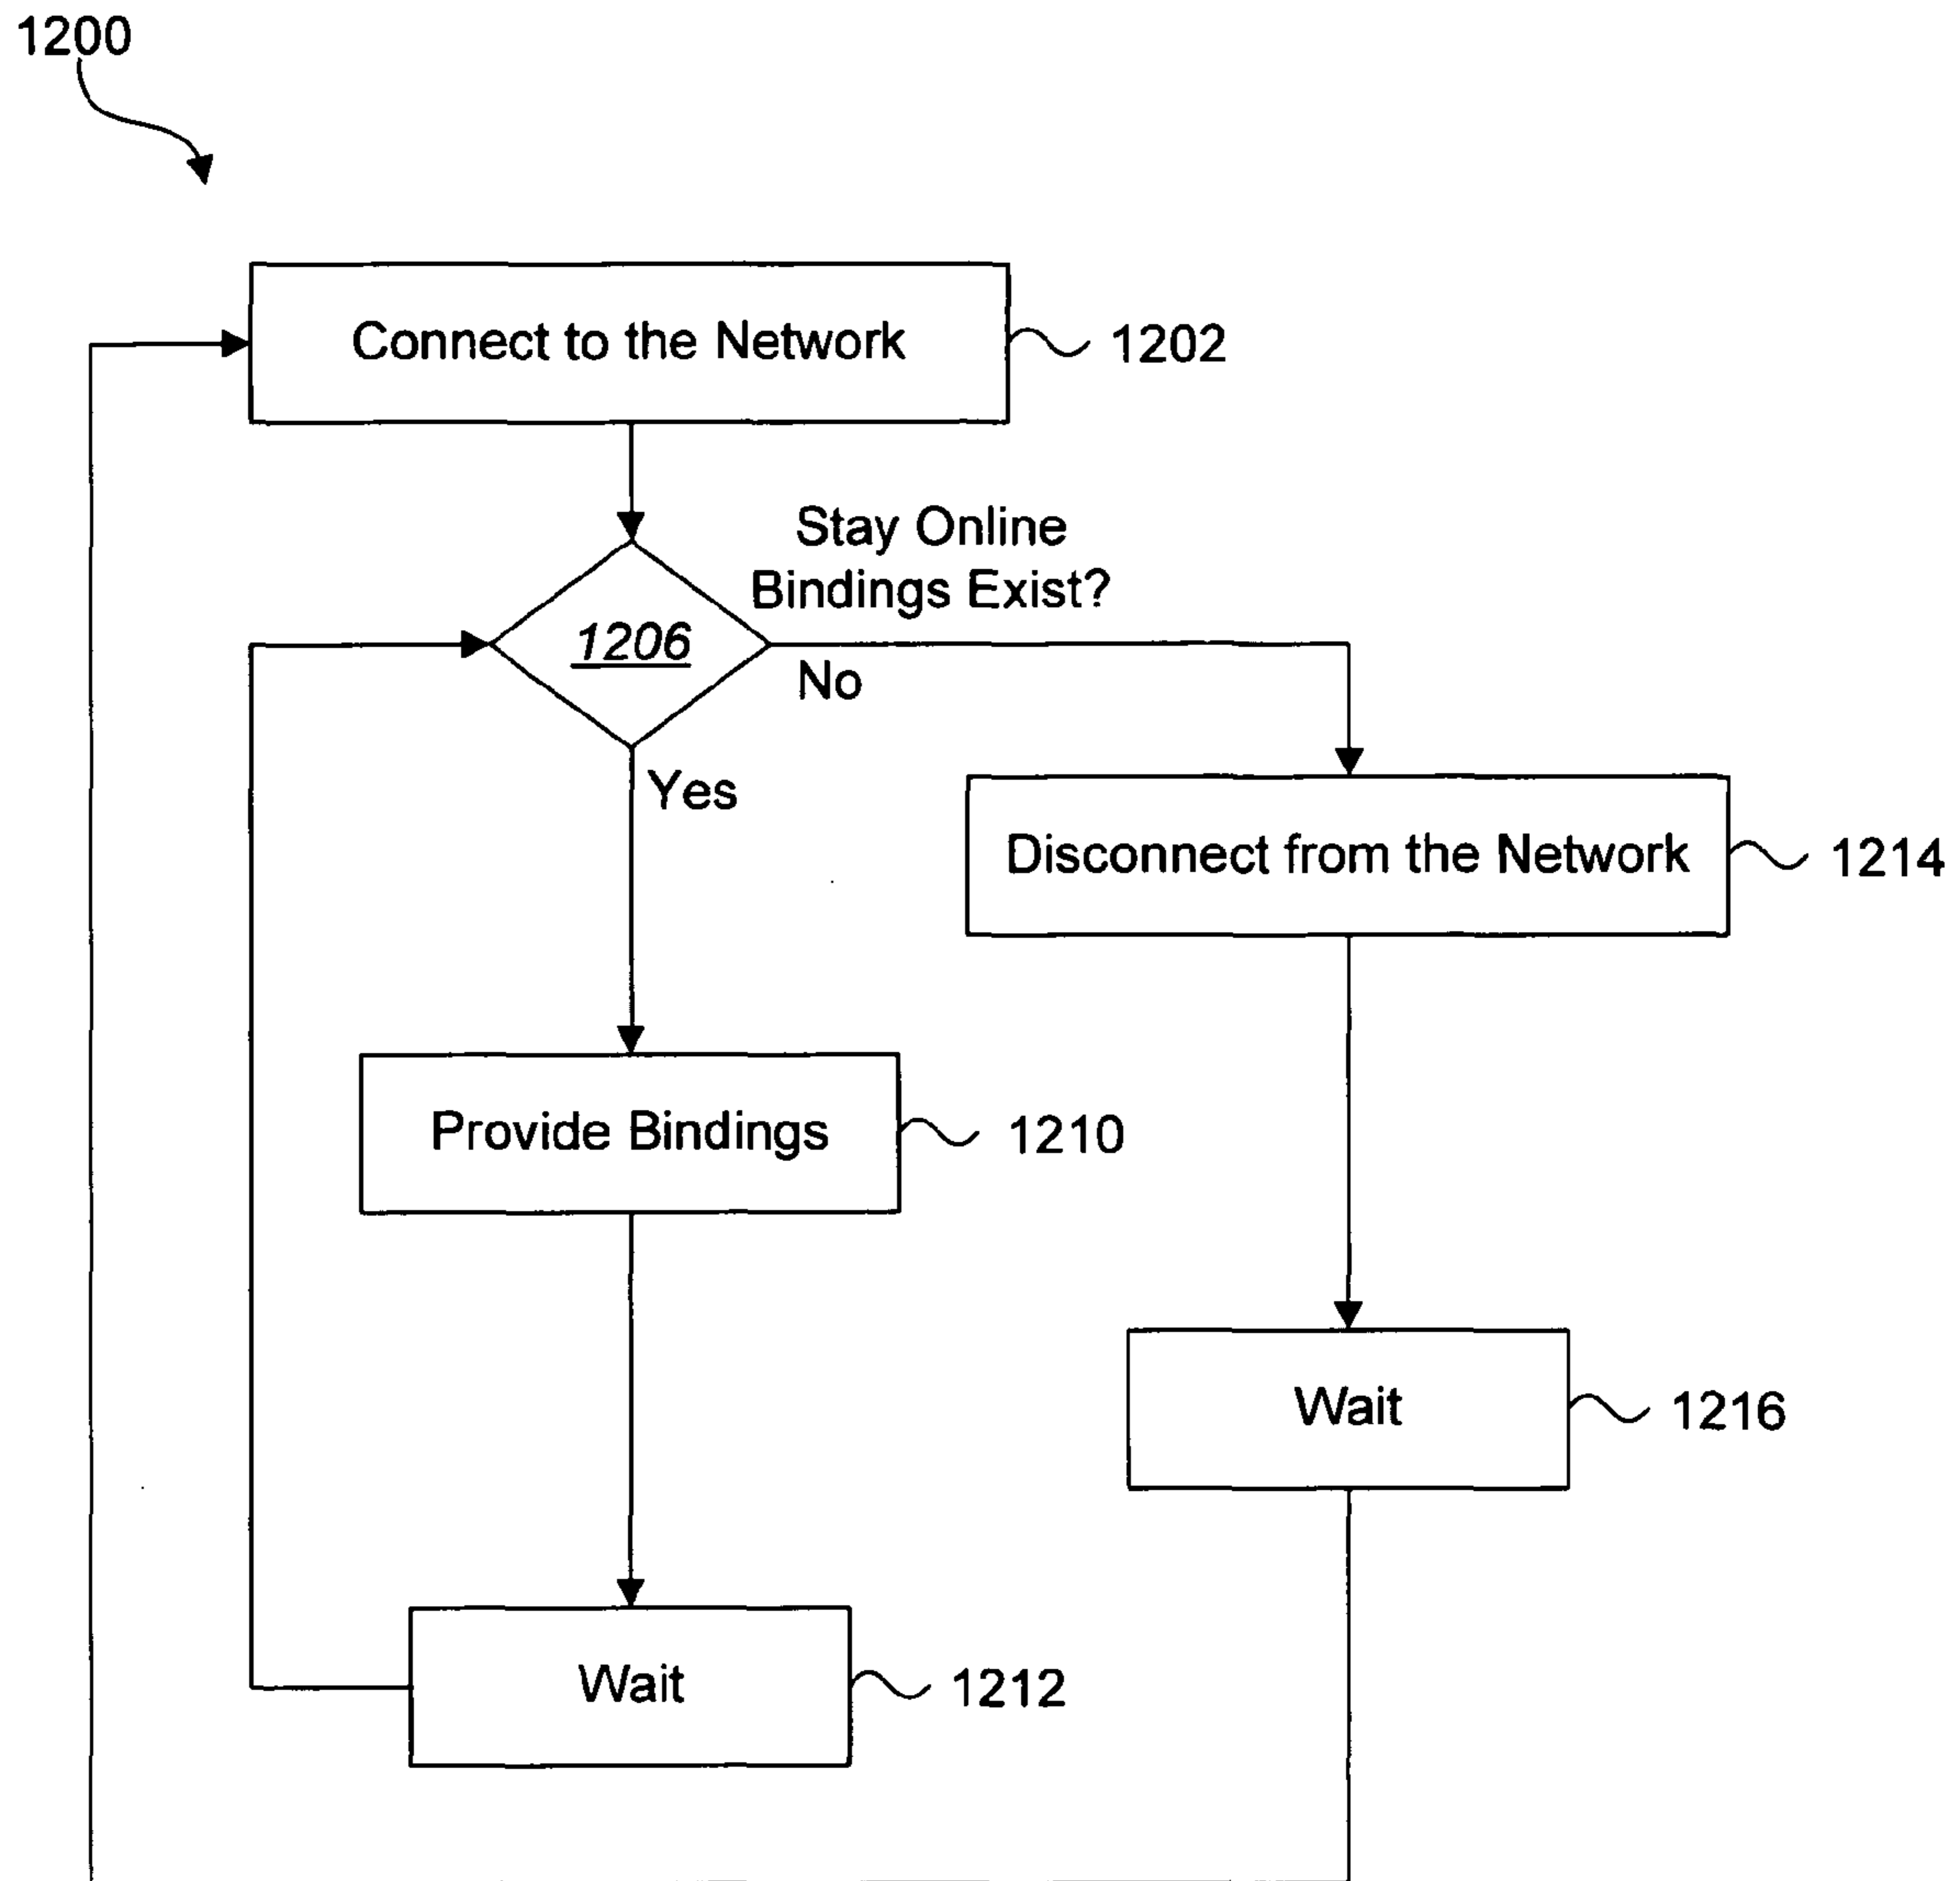 1200
Connect to the Network
1202
Stay Online
Bindings Exist?
1206
No
Yes
Disconnect from the Network
1214
Provide Bindings
1210
Wait
1216
Wait
1212